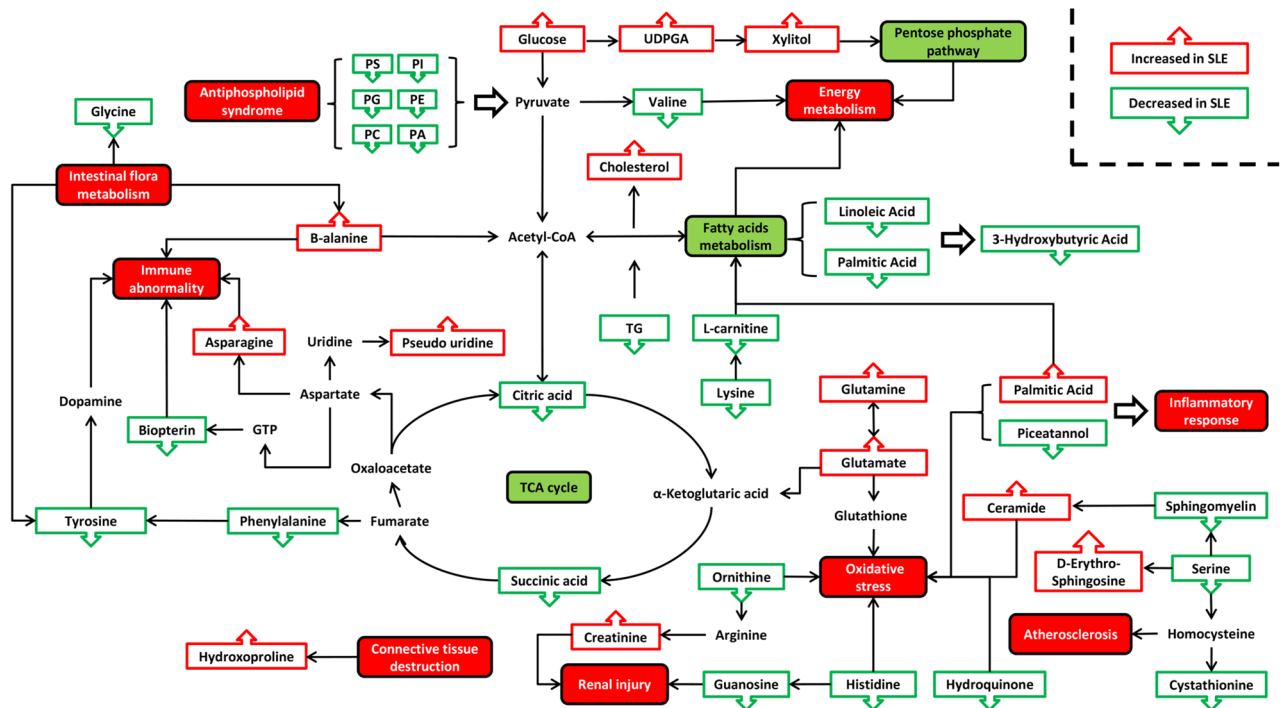 Glucose
UDPGA
Xylitol
Pentose phosphate
pathway
Increased in SLE
Decreased in SLE
PS
PI
PG
PE
PC
PA
Antiphospholipid
syndrome
Pyruvate
Valine
Energy
metabolism
Glycine
Intestinal flora
metabolism
Cholesterol
B-alanine
Acetyl-CoA
Fatty acids
metabolism
Linoleic Acid
Palmitic Acid
3-Hydroxybutyric Acid
Immune
abnormality
Asparagine
Uridine
Pseudo uridine
TG
L-carnitine
Lysine
Dopamine
Aspartate
Citric acid
Glutamine
Palmitic Acid
Piceatannol
Inflammatory
response
Biopterin
GTP
Oxaloacetate
TCA cycle
α-Ketoglutaric acid
Glutamate
Glutathione
Ceramide
Sphingomyelin
Tyrosine
Phenylalanine
Fumarate
Succinic acid
Ornithine
Oxidative
stress
D-Erythro-
Sphingosine
Serine
Hydroxoproline
Connective tissue
destruction
Creatinine
Arginine
Atherosclerosis
Homocysteine
Renal injury
Guanosine
Histidine
Hydroquinone
Cystathionine